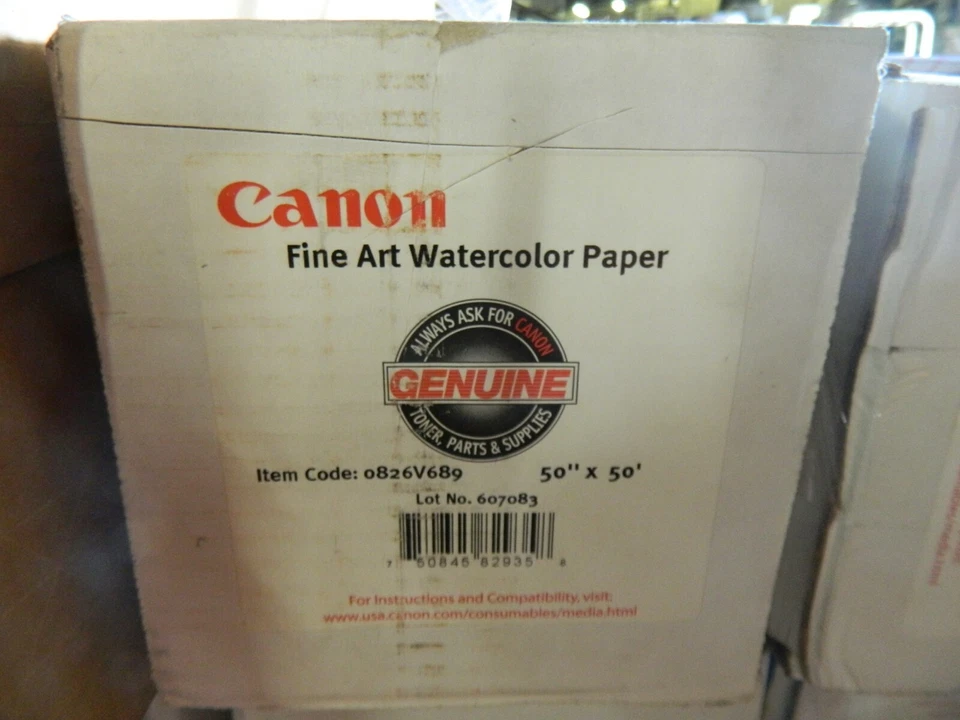 Canon
Fine Art Watercolor Paper
ALWAYS ASK FOR CANON
GENUINE
TONER, PARTS & SUPPLIES
Item Code: 0826V689 50" x 50'
Lot No. 607083
7 50845 82935 8
For Instructions and Compatibility, visit:
www.usa.canon.com/consumables/media.html